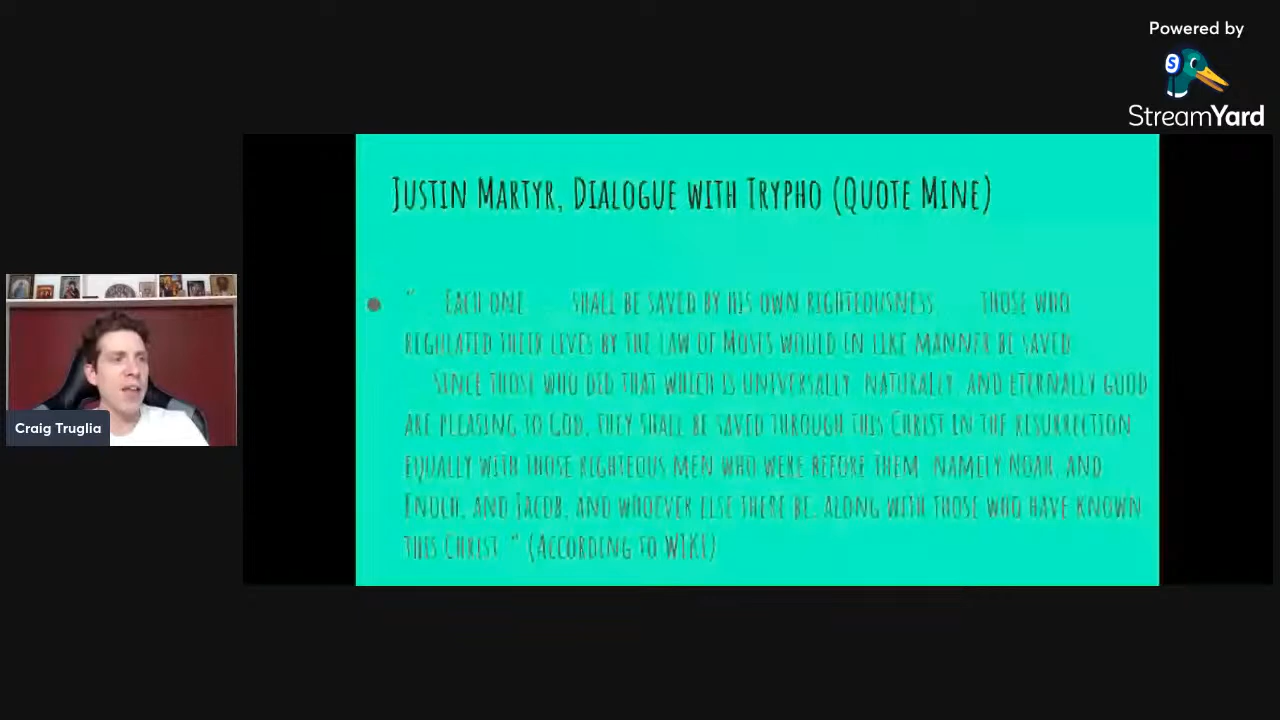 Powered by
StreamYard
JUSTIN MARTYR, DIALOGUE WITH TRYPHO (QUOTE MINE)
" EACH ONE SHALL BE SAVED BY HIS OWN RIGHTEOUSNESS. THOSE WHO
REGULATED THEIR LIVES BY THE LAW OF MOSES WOULD IN LIKE MANNER BE SAVED
SINCE THOSE WHO DID THAT WHICH IS UNIVERSALLY, NATURALLY, AND ETERNALLY GOOD
ARE PLEASING TO GOD, THEY SHALL BE SAVED THROUGH THIS CHRIST IN THE RESURRECTION
EQUALLY WITH THOSE RIGHTEOUS MEN WHO WERE BEFORE THEM, NAMELY NOAH, AND
ENOCH, AND JACOB, AND WHOEVER ELSE THERE BE, ALONG WITH THOSE WHO HAVE KNOWN
THIS CHRIST " (ACCORDING TO WIKI)
Craig Truglia